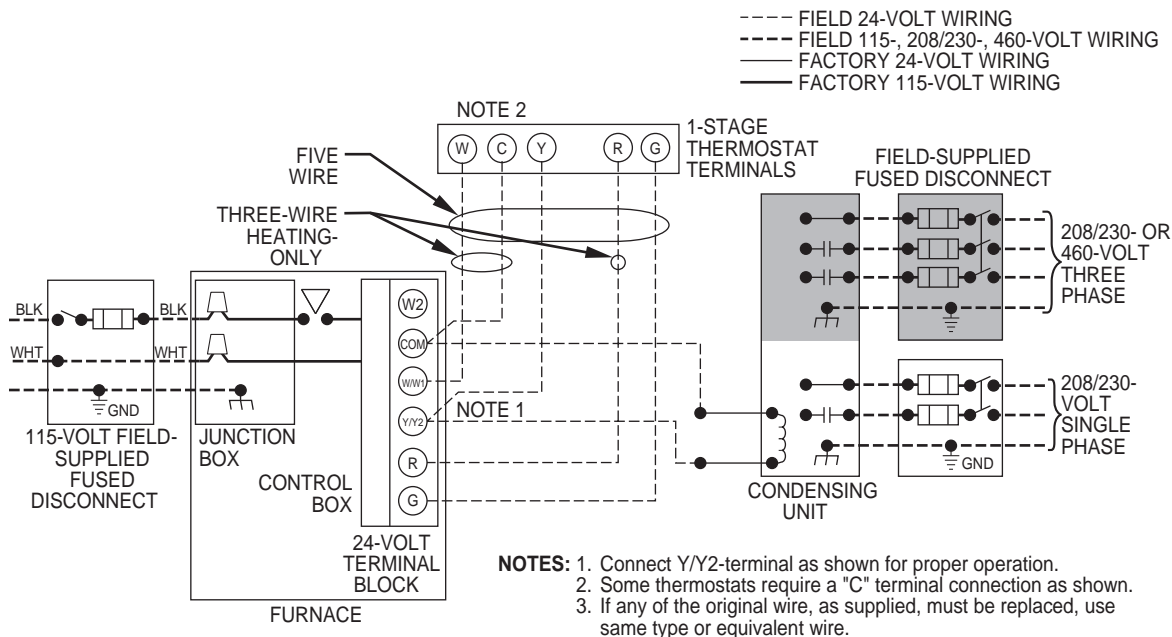 FIELD 24-VOLT WIRING
FIELD 115-, 208/230-, 460-VOLT WIRING
FACTORY 24-VOLT WIRING
FACTORY 115-VOLT WIRING
NOTE 2
W
C
Y
R
G
1-STAGE
THERMOSTAT
TERMINALS
FIVE
WIRE
THREE-WIRE
HEATING-
ONLY
FIELD-SUPPLIED
FUSED DISCONNECT
208/230- OR
460-VOLT
THREE
PHASE
BLK
BLK
WHT
WHT
GND
115-VOLT FIELD-
SUPPLIED
FUSED
DISCONNECT
JUNCTION
BOX
CONTROL
BOX
W2
COM
W/W1
Y/Y2
R
G
NOTE 1
24-VOLT
TERMINAL
BLOCK
FURNACE
208/230-
VOLT
SINGLE
PHASE
GND
CONDENSING
UNIT
NOTES: 1. Connect Y/Y2-terminal as shown for proper operation.
2. Some thermostats require a "C" terminal connection as shown.
3. If any of the original wire, as supplied, must be replaced, use
same type or equivalent wire.